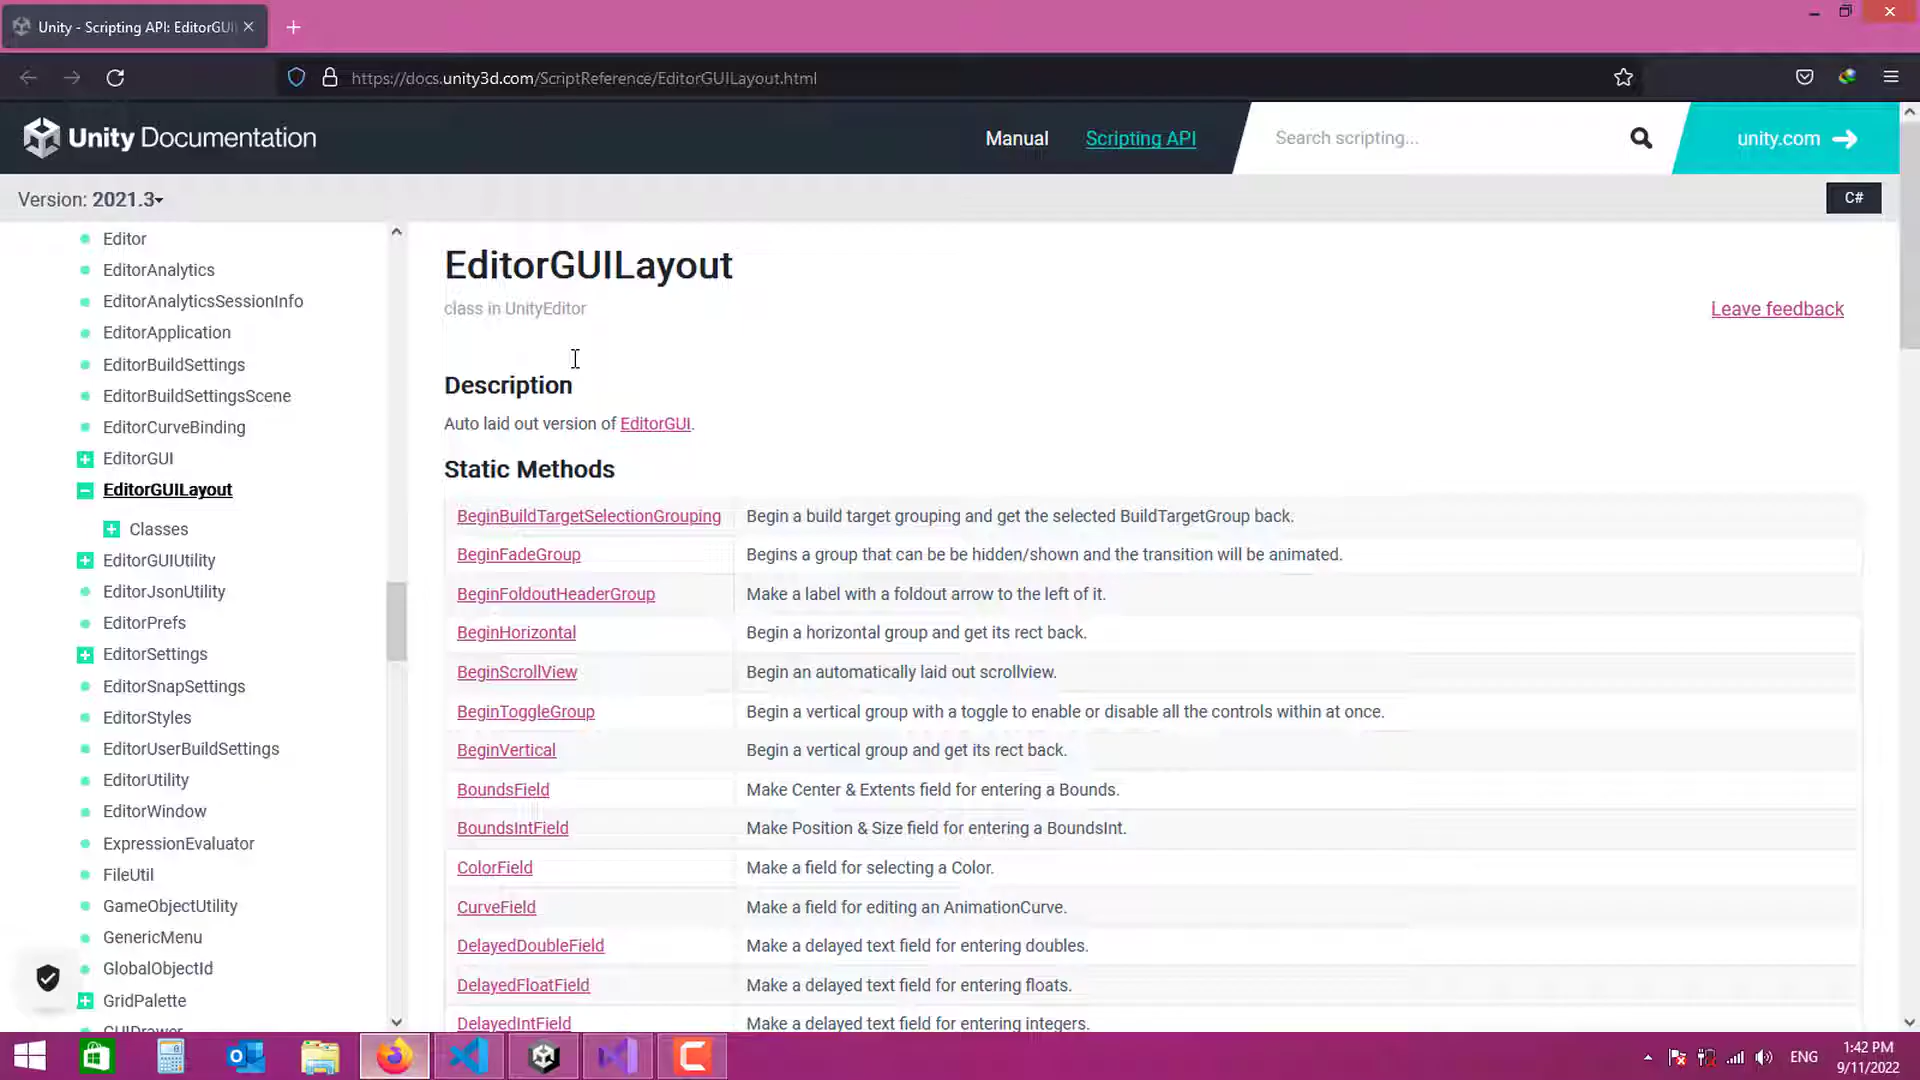 Unity - Scripting API: EditorGUI
https://docs.unity3d.com/ScriptReference/EditorGUILayout.html
Unity Documentation
Manual
Scripting API
Search scripting...
unity.com
Version: 2021.3
C#
Editor
EditorAnalytics
EditorAnalyticsSessionInfo
EditorApplication
EditorBuildSettings
EditorBuildSettingsScene
EditorCurveBinding
EditorGUI
EditorGUILayout
Classes
EditorGUIUtility
EditorJsonUtility
EditorPrefs
EditorSettings
EditorSnapSettings
EditorStyles
EditorUserBuildSettings
EditorUtility
EditorWindow
ExpressionEvaluator
FileUtil
GameObjectUtility
GenericMenu
GlobalObjectId
GridPalette
GUIDrawer
EditorGUILayout
class in UnityEditor
Leave feedback
Description
Auto laid out version of EditorGUI.
Static Methods
BeginBuildTargetSelectionGrouping Begin a build target grouping and get the selected BuildTargetGroup back.
BeginFadeGroup Begins a group that can be be hidden/shown and the transition will be animated.
BeginFoldoutHeaderGroup Make a label with a foldout arrow to the left of it.
BeginHorizontal Begin a horizontal group and get its rect back.
BeginScrollView Begin an automatically laid out scrollview.
BeginToggleGroup Begin a vertical group with a toggle to enable or disable all the controls within at once.
BeginVertical Begin a vertical group and get its rect back.
BoundsField Make Center & Extents field for entering a Bounds.
BoundsIntField Make Position & Size field for entering a BoundsInt.
ColorField Make a field for selecting a Color.
CurveField Make a field for editing an AnimationCurve.
DelayedDoubleField Make a delayed text field for entering doubles.
DelayedFloatField Make a delayed text field for entering floats.
DelayedIntField Make a delayed text field for entering integers.
ENG
1:42 PM
9/11/2022